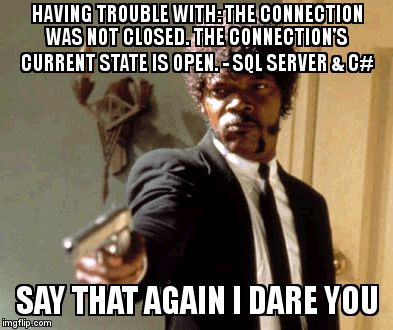 HAVING TROUBLE WITH: THE CONNECTION
WAS NOT CLOSED. THE CONNECTION'S
CURRENT STATE IS OPEN. - SQL SERVER & C#
SAY THAT AGAIN I DARE YOU
imgflip.com